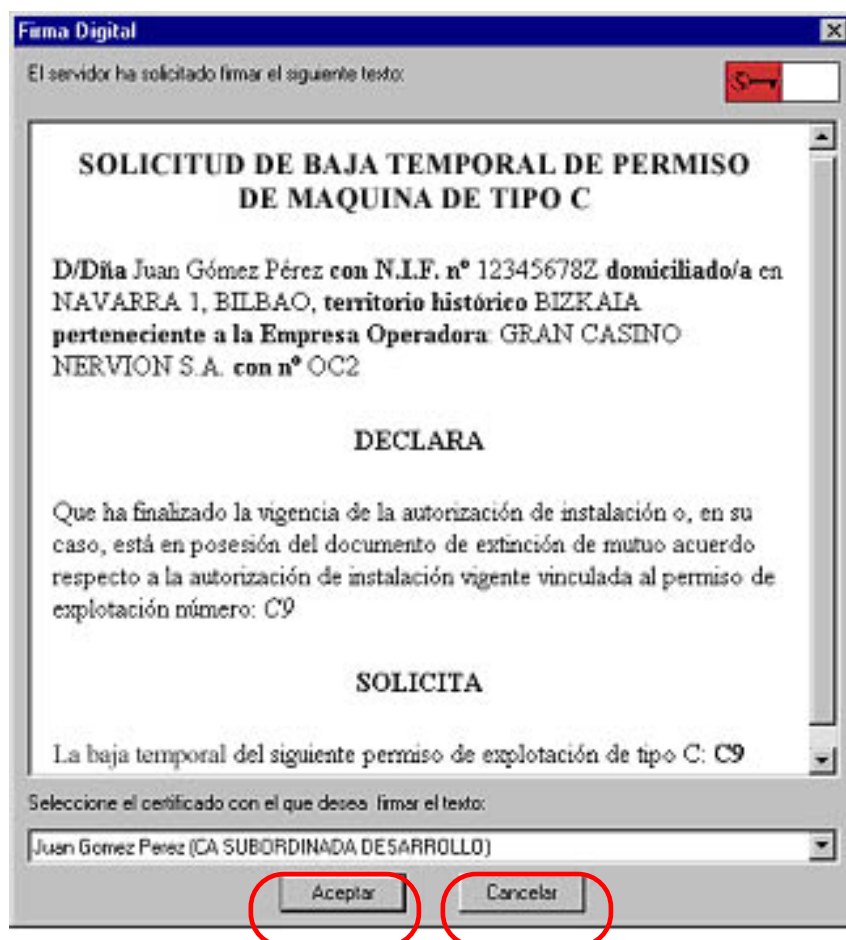 Firma Digital
El servidor ha solicitado firmar el siguiente texto:
SOLICITUD DE BAJA TEMPORAL DE PERMISO
DE MAQUINA DE TIPO C
D/Dña Juan Gómez Pérez con N.I.F. nº 12345678Z domiciliado/a en
NAVARRA 1, BILBAO, territorio histórico BIZKAIA
perteneciente a la Empresa Operadora: GRAN CASINO
NERVION S.A. con nº OC2
DECLARA
Que ha finalizado la vigencia de la autorización de instalación o, en su
caso, está en posesión del documento de extinción de mutuo acuerdo
respecto a la autorización de instalación vigente vinculada al permiso de
explotación número: C9
SOLICITA
La baja temporal del siguiente permiso de explotación de tipo C: C9
Seleccione el certificado con el que desea firmar el texto:
Juan Gomez Perez (CA SUBORDINADA DESARROLLO)
Aceptar Cancelar